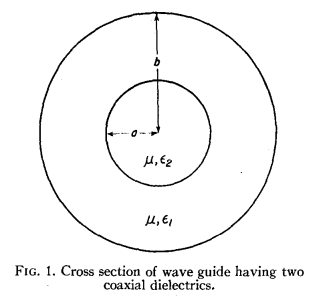 b
a
μ, ε₂
μ, ε₁
FIG. 1. Cross section of wave guide having two
coaxial dielectrics.